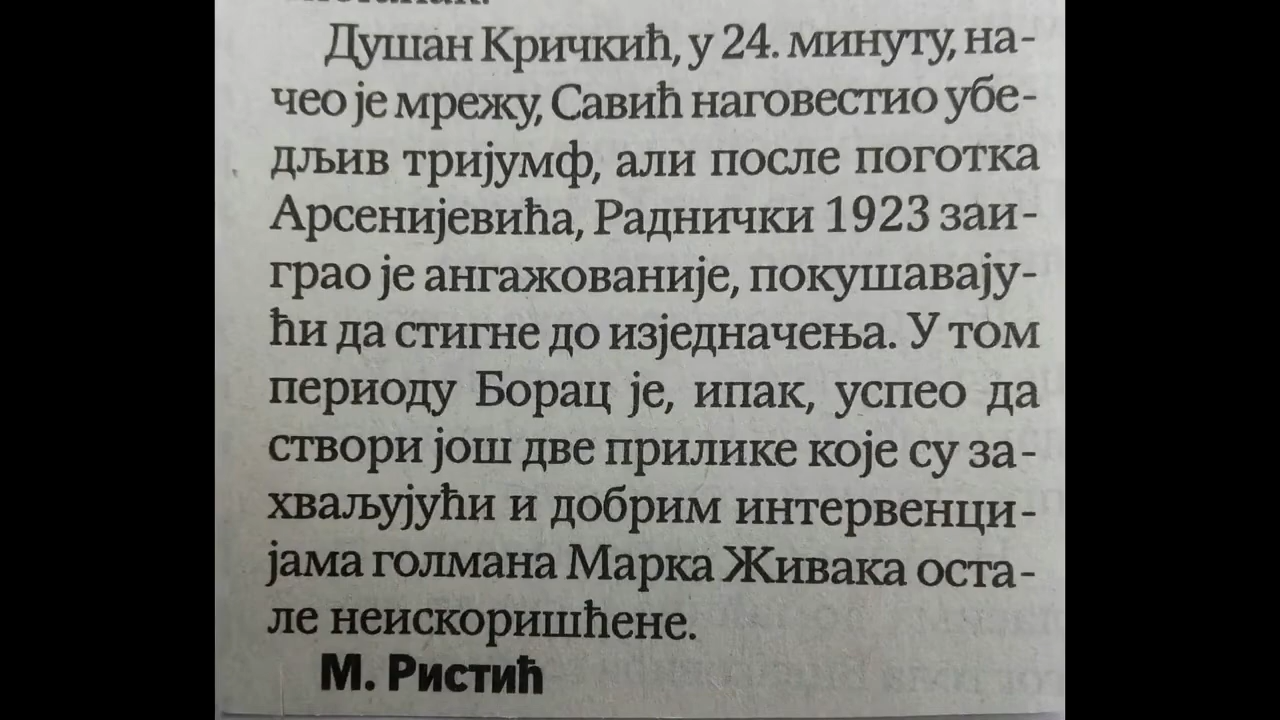 Душан Кричкић, у 24. минуту, на-
чео је мрежу, Савић наговестио убе-
дљив тријумф, али после поготка
Арсенијевића, Раднички 1923 заи-
грао је ангажованије, покушавају-
ћи да стигне до изједначења. У том
периоду Борац је, ипак, успео да
створи још две прилике које су за-
хваљујући и добрим интервенци-
јама голмана Марка Живака оста-
ле неискоришћене.
М. Ристић